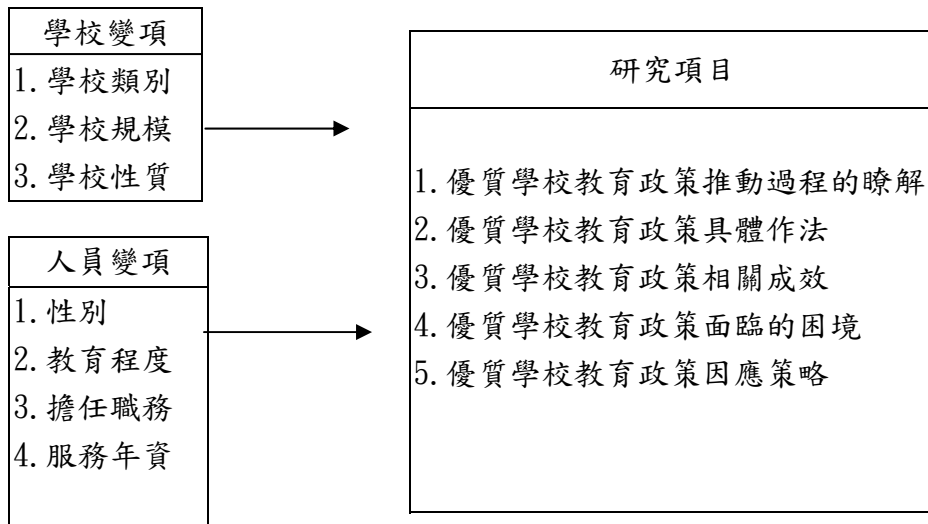 學校變項
1.學校類別
2.學校規模
3.學校性質
人員變項
1.性別
2.教育程度
3.擔任職務
4.服務年資
研究項目
1.優質學校教育政策推動過程的瞭解
2.優質學校教育政策具體作法
3.優質學校教育政策相關成效
4.優質學校教育政策面臨的困境
5.優質學校教育政策因應策略